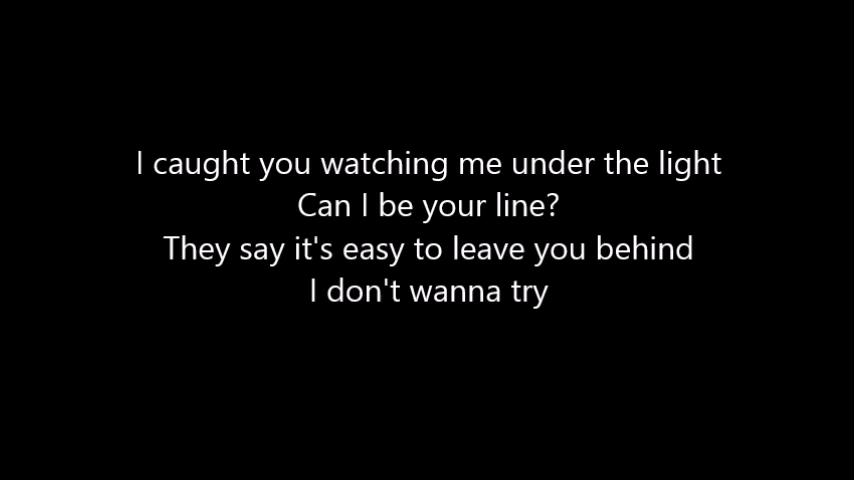 I caught you watching me under the light
Can I be your line?
They say it's easy to leave you behind
I don't wanna try